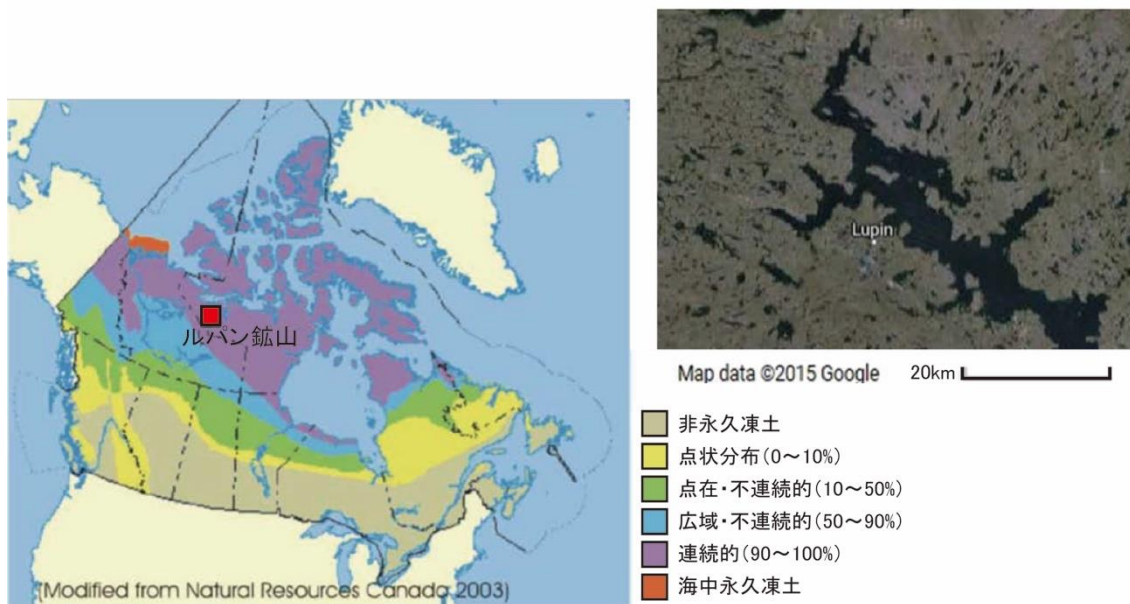 Lupin
Map data ©2015 Google
20km
ルパン鉱山
(Modified from Natural Resources Canada 2003)
非永久凍土
点状分布(0～10%)
点在・不連続的(10～50%)
広域・不連続的(50～90%)
連続的(90～100%)
海中永久凍土